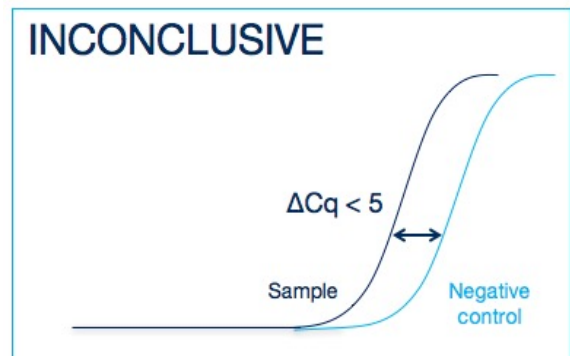 INCONCLUSIVE
ΔCq < 5
Sample
Negative
control